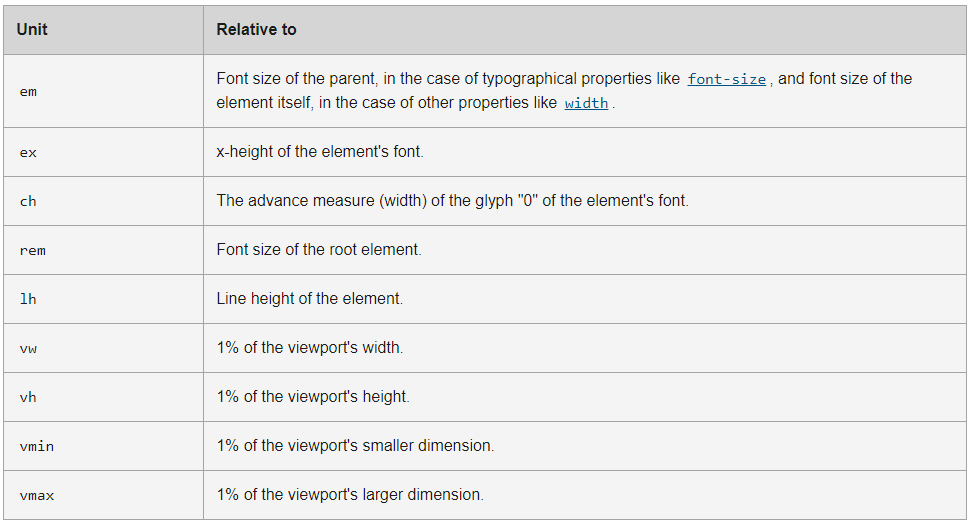 Unit Relative to
em Font size of the parent, in the case of typographical properties like font-size, and font size of the
element itself, in the case of other properties like width.
ex x-height of the element's font.
ch The advance measure (width) of the glyph "0" of the element's font.
rem Font size of the root element.
lh Line height of the element.
vw 1% of the viewport's width.
vh 1% of the viewport's height.
vmin 1% of the viewport's smaller dimension.
vmax 1% of the viewport's larger dimension.